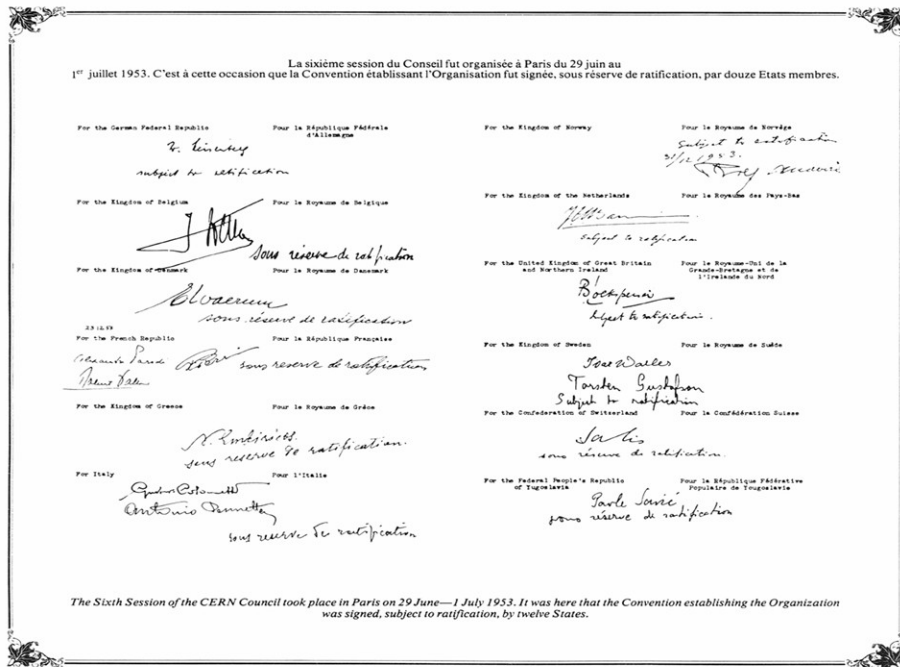 La sixième session du Conseil fut organisée à Paris du 29 juin au
1er juillet 1953. C'est à cette occasion que la Convention établissant l'Organisation fut signée, sous réserve de ratification, par douze Etats membres.
For the German Federal Republic Pour la République Fédérale
d'Allemagne
subject to ratification
For the Kingdom of Belgium Pour le Royaume de Belgique
sous réserve de ratification
For the Kingdom of Denmark Pour le Royaume de Danemark
sous réserve de ratification
23.12.53
For the French Republic Pour la République Française
Alexandre Parodi
sous reserve de ratification
For the Kingdom of Greece Pour le Royaume de Grèce
sous reserve de ratification.
For Italy Pour l'Italie
Gustavo Colonnetti
Antonio
sous reserve de ratification
For the Kingdom of Norway Pour le Royaume de Norvège
Subject to ratification
31/12 1953.
For the Kingdom of the Netherlands Pour le Royaume des Pays-Bas
subject to ratification
For the United Kingdom of Great Britain Pour le Royaume-Uni de la
and Northern Ireland Grande-Bretagne et de
l'Irelande du Nord
Subject to ratification.
For the Kingdom of Sweden Pour le Royaume de Suède
Torsten Gustafson
Subject to ratification
For the Confederation of Switzerland Pour la Confédération Suisse
Salis
sous réserve de ratification.
For the Federal People's Republic Pour la République Fédérative
of Yugoslavia Populaire de Yougoslavie
Pavle Savić
sous réserve de ratification
The Sixth Session of the CERN Council took place in Paris on 29 June—1 July 1953. It was here that the Convention establishing the Organization
was signed, subject to ratification, by twelve States.